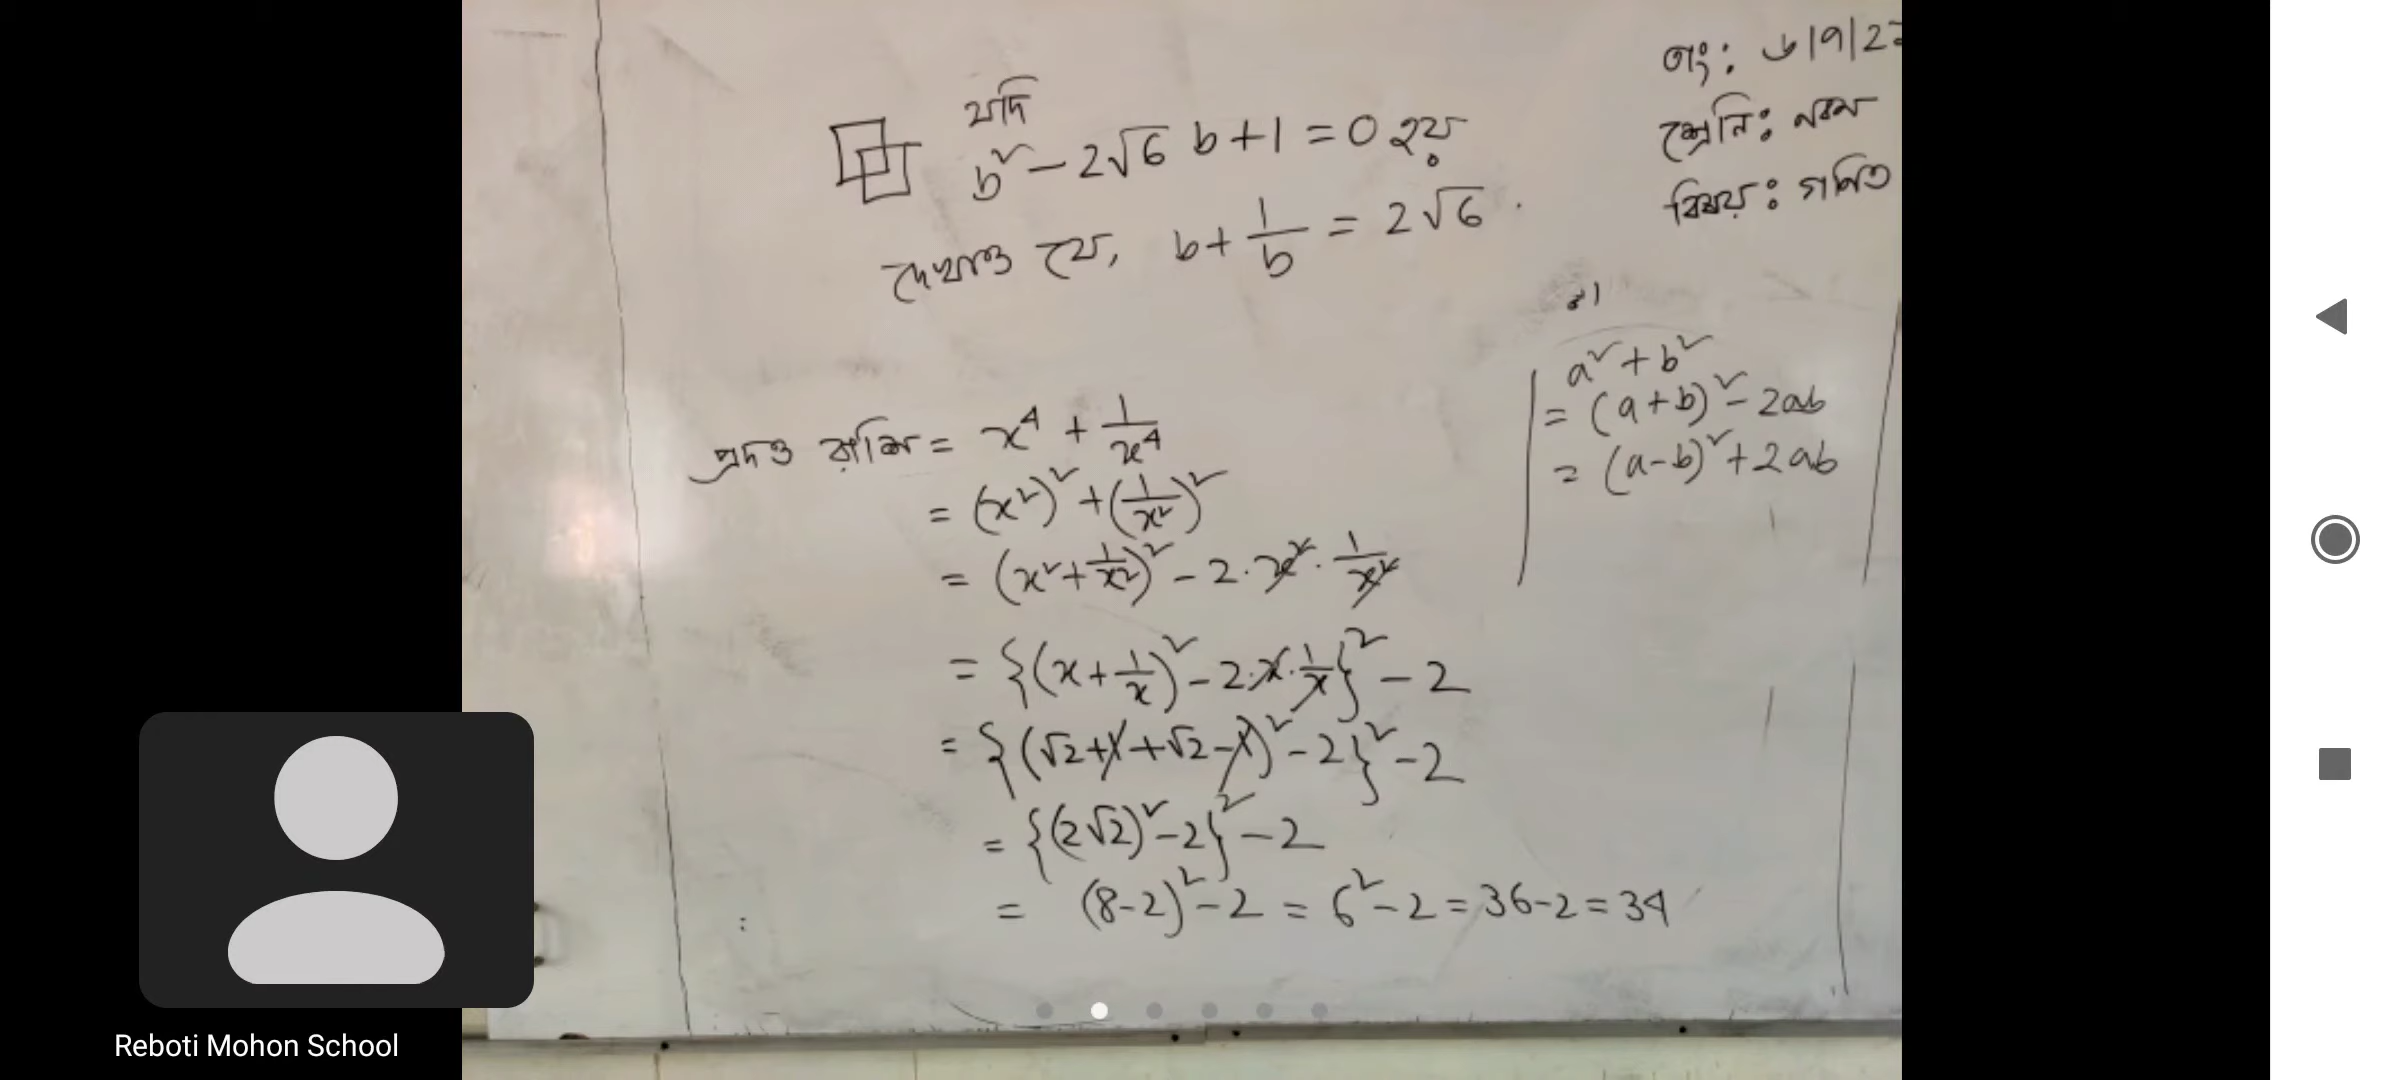 যদি
b² - 2√6 b + 1 = 0 হয়
দেখাও যে, b + 1/b = 2√6.
তাং: ৬/৭/2
শ্রেনি: নবম
বিষয়: গনিত
a² + b²
= (a+b)² - 2ab
= (a-b)² + 2ab
প্রদত্ত রাশি = x⁴ + 1/x⁴
= (x²)² + (1/x²)²
= (x² + 1/x²)² - 2·x²·1/x²
= {(x + 1/x)² - 2·x·1/x}² - 2
= {(√2+1+√2-1)² - 2}² - 2
= {(2√2)² - 2}² - 2
= (8-2)² - 2 = 6² - 2 = 36-2 = 34
Reboti Mohon School